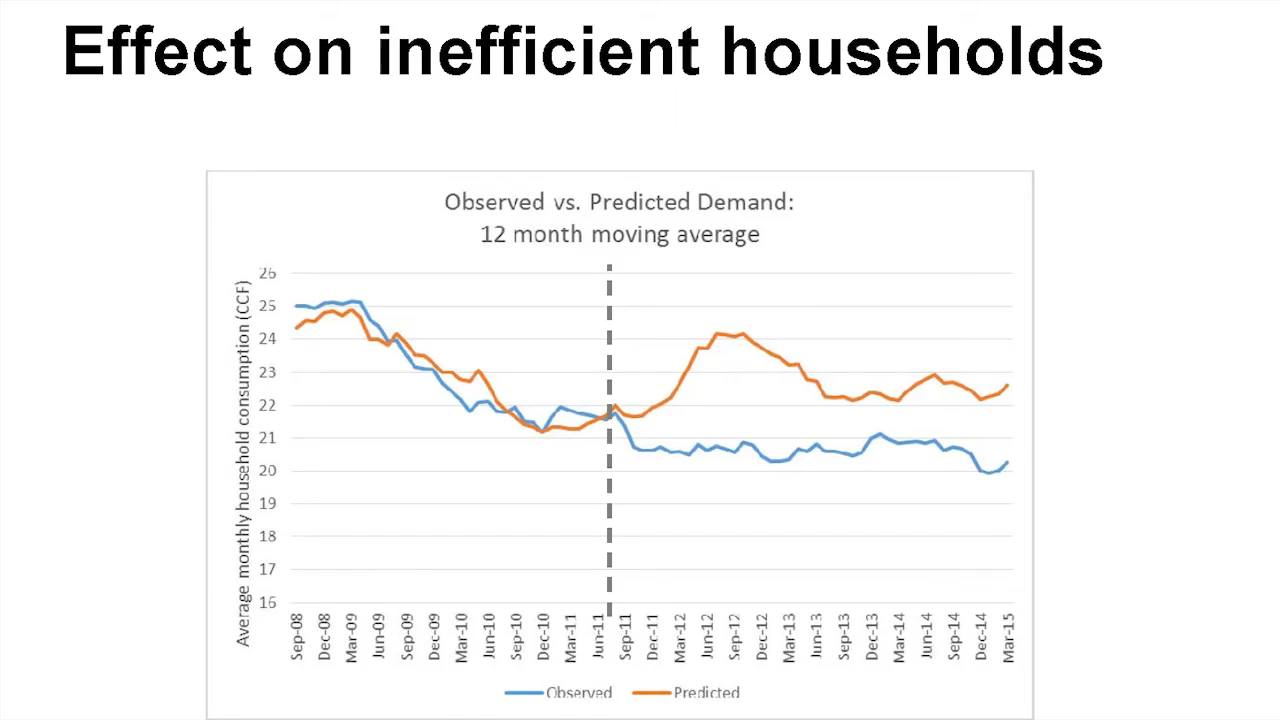 Effect on inefficient households
Observed vs. Predicted Demand:
12 month moving average
Average monthly household consumption (CCF)
26
25
24
23
22
21
20
19
18
17
16
Sep-08
Dec-08
Mar-09
Jun-09
Sep-09
Dec-09
Mar-10
Jun-10
Sep-10
Dec-10
Mar-11
Jun-11
Sep-11
Dec-11
Mar-12
Jun-12
Sep-12
Dec-12
Mar-13
Jun-13
Sep-13
Dec-13
Mar-14
Jun-14
Sep-14
Dec-14
Mar-15
Observed
Predicted